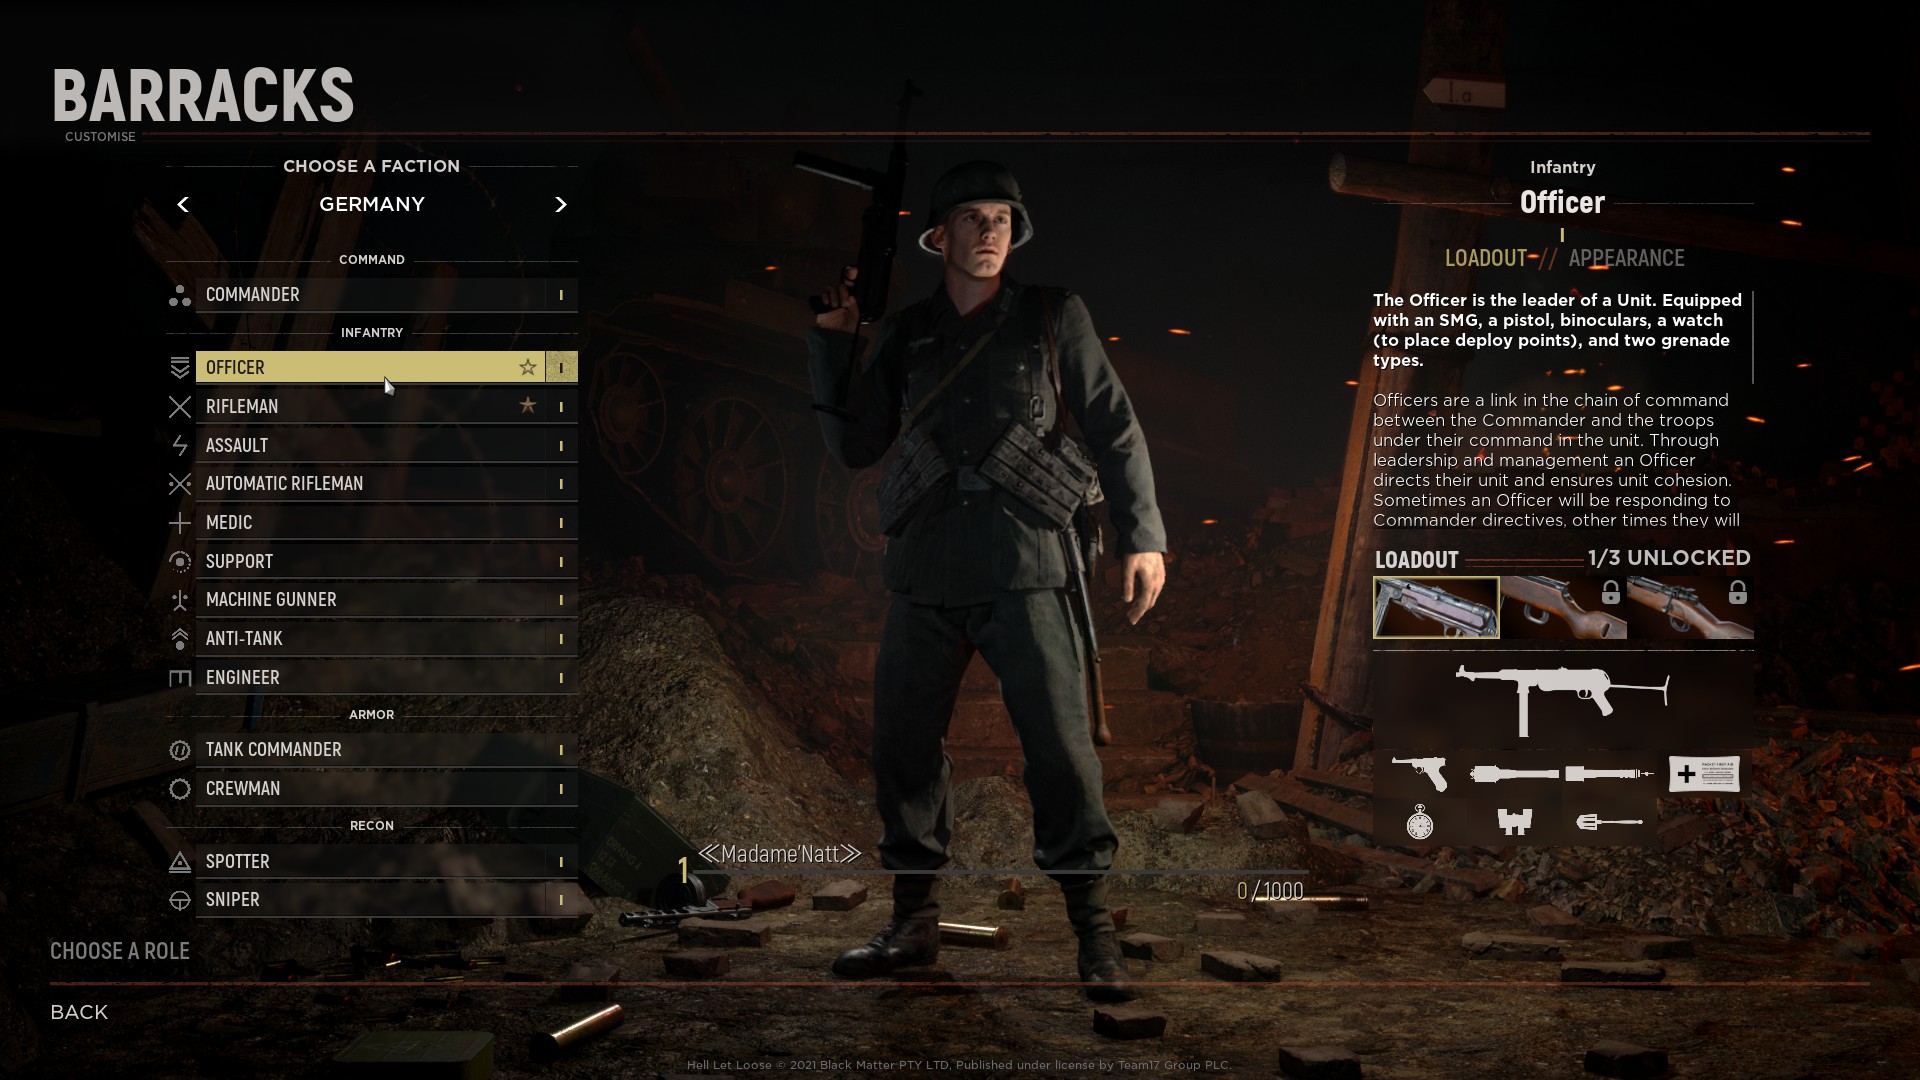 BARRACKS
CUSTOMISE
CHOOSE A FACTION
GERMANY
COMMAND
COMMANDER I
INFANTRY
OFFICER I
RIFLEMAN I
ASSAULT I
AUTOMATIC RIFLEMAN I
MEDIC I
SUPPORT I
MACHINE GUNNER I
ANTI-TANK I
ENGINEER I
ARMOR
TANK COMMANDER I
CREWMAN I
RECON
SPOTTER I
SNIPER I
CHOOSE A ROLE
BACK
1 ≪Madame'Natt≫
0/1000
Infantry
Officer
I
LOADOUT // APPEARANCE
The Officer is the leader of a Unit. Equipped
with an SMG, a pistol, binoculars, a watch
(to place deploy points), and two grenade
types.
Officers are a link in the chain of command
between the Commander and the troops
under their command in the unit. Through
leadership and management an Officer
directs their unit and ensures unit cohesion.
Sometimes an Officer will be responding to
Commander directives, other times they will
LOADOUT 1/3 UNLOCKED
Hell Let Loose © 2021 Black Matter PTY LTD, Published under license by Team17 Group PLC.